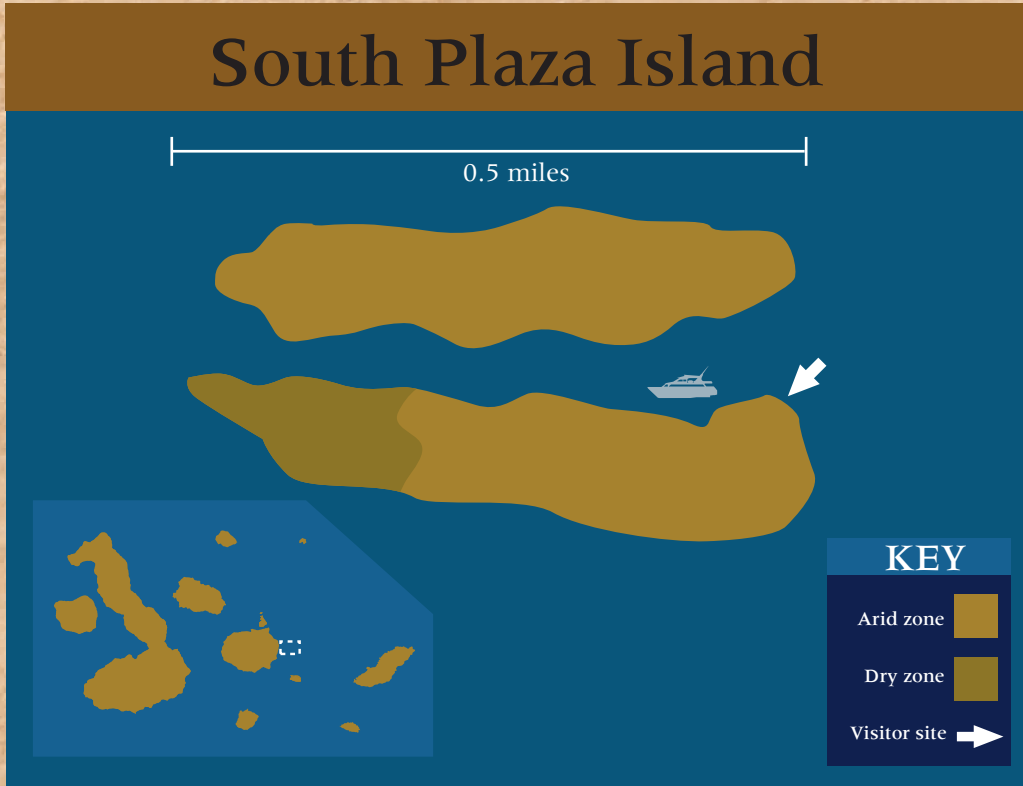 South Plaza Island
0.5 miles
KEY
Arid zone
Dry zone
Visitor site